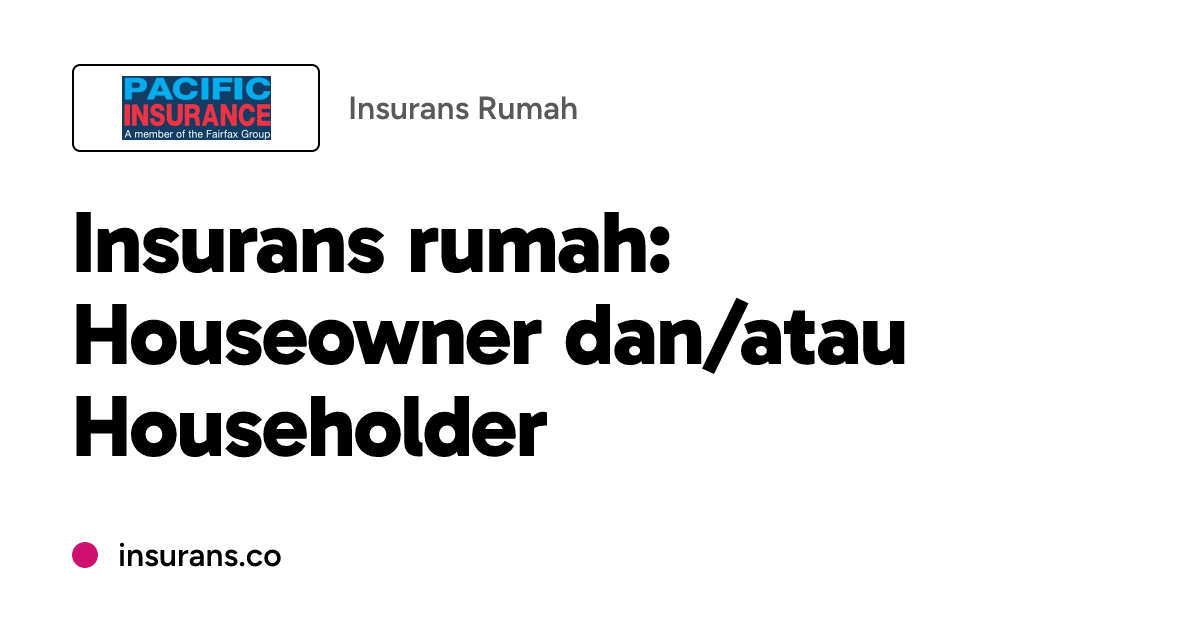 PACIFIC
INSURANCE
A member of the Fairfax Group
Insurans Rumah
Insurans rumah:
Houseowner dan/atau
Householder
insurans.co